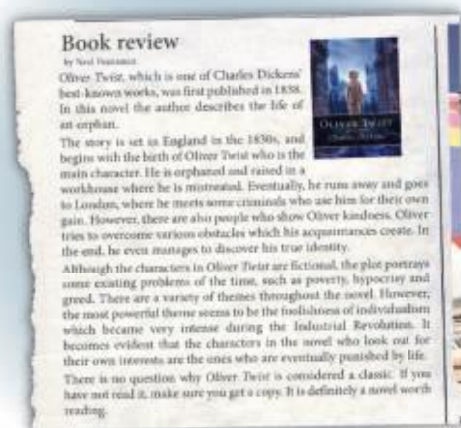 Book review
by
Oliver Twist, which is one of Charles Dickens'
best-known works, was first published in 1838.
In this novel the author describes the life of
an orphan.
The story is set in England in the 1830s, and
begins with the birth of Oliver Twist who is the
main character. He is orphaned and raised in a
workhouse where he is mistreated. Eventually, he runs away and goes
to London, where he meets some criminals who use him for their own
gain. However, there are also people who show Oliver kindness. Oliver
tries to overcome various obstacles which his acquaintances create. In
the end, he even manages to discover his true identity.
Although the characters in Oliver Twist are fictional, the plot portrays
some existing problems of the time, such as poverty, hypocrisy and
greed. There are a variety of themes throughout the novel. However,
the most powerful theme seems to be the foolishness of individualism
which became very intense during the Industrial Revolution. It
becomes evident that the characters in the novel who look out for
their own interests are the ones who are eventually punished by life.
There is no question why Oliver Twist is considered a classic. If you
have not read it, make sure you get a copy. It is definitely a novel worth
reading.
OLIVER TWIST